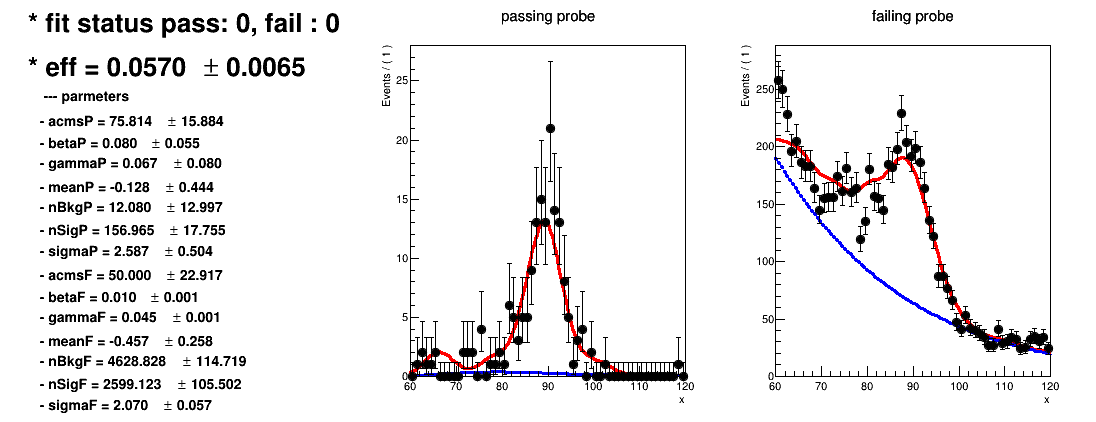 * fit status pass: 0, fail : 0
* eff = 0.0570 ± 0.0065
--- parmeters
- acmsP = 75.814 ± 15.884
- betaP = 0.080 ± 0.055
- gammaP = 0.067 ± 0.080
- meanP = -0.128 ± 0.444
- nBkgP = 12.080 ± 12.997
- nSigP = 156.965 ± 17.755
- sigmaP = 2.587 ± 0.504
- acmsF = 50.000 ± 22.917
- betaF = 0.010 ± 0.001
- gammaF = 0.045 ± 0.001
- meanF = -0.457 ± 0.258
- nBkgF = 4628.828 ± 114.719
- nSigF = 2599.123 ± 105.502
- sigmaF = 2.070 ± 0.057
passing probe
Events / ( 1 )
25
20
15
10
5
0
60 70 80 90 100 110 120
x
failing probe
Events / ( 1 )
250
200
150
100
50
0
60 70 80 90 100 110 120
x